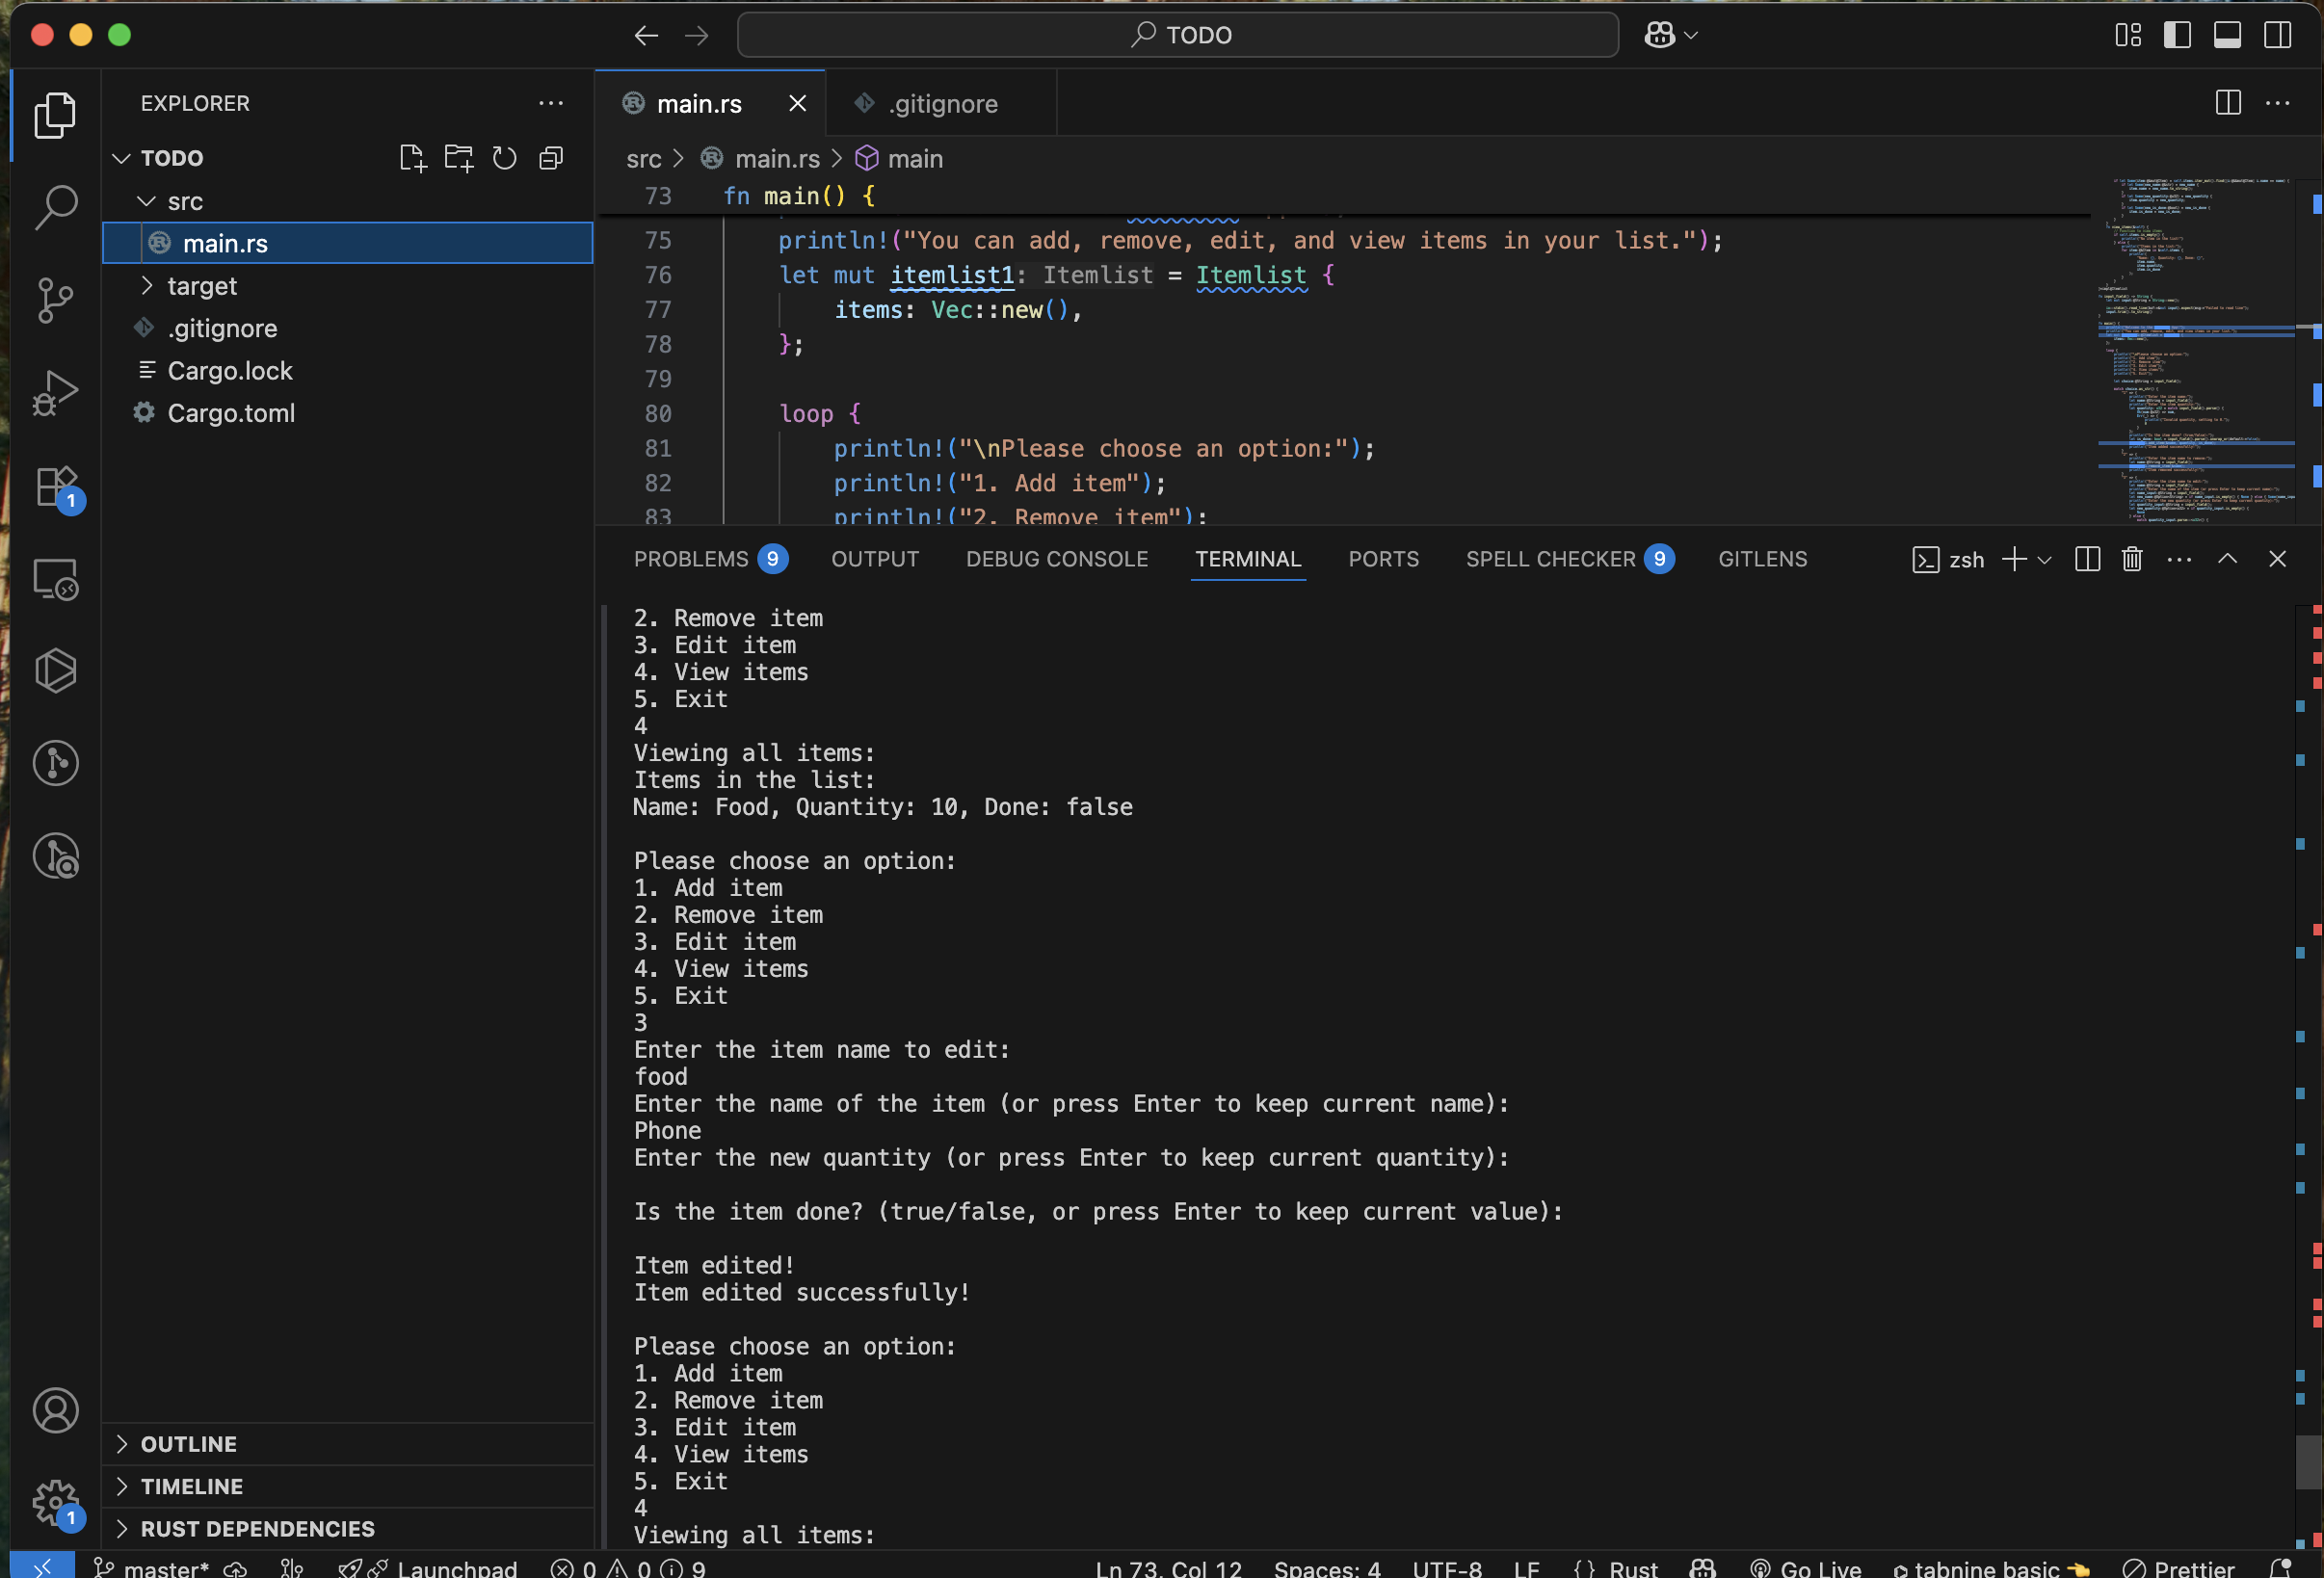 TODO
EXPLORER
TODO
src
main.rs
target
.gitignore
Cargo.lock
Cargo.toml
1
OUTLINE
TIMELINE
RUST DEPENDENCIES
1
main.rs
.gitignore
src > main.rs > main
73 fn main() {
75 println!("You can add, remove, edit, and view items in your list.");
76 let mut itemlist1: Itemlist = Itemlist {
77 items: Vec::new(),
78 };
79
80 loop {
81 println!("\nPlease choose an option:");
82 println!("1. Add item");
83 println!("2. Remove item");
PROBLEMS 9 OUTPUT DEBUG CONSOLE TERMINAL PORTS SPELL CHECKER 9 GITLENS zsh
2. Remove item
3. Edit item
4. View items
5. Exit
4
Viewing all items:
Items in the list:
Name: Food, Quantity: 10, Done: false
Please choose an option:
1. Add item
2. Remove item
3. Edit item
4. View items
5. Exit
3
Enter the item name to edit:
food
Enter the name of the item (or press Enter to keep current name):
Phone
Enter the new quantity (or press Enter to keep current quantity):
Is the item done? (true/false, or press Enter to keep current value):
Item edited!
Item edited successfully!
Please choose an option:
1. Add item
2. Remove item
3. Edit item
4. View items
5. Exit
4
Viewing all items:
master* Launchpad 0 0 9 Ln 73, Col 12 Spaces: 4 UTF-8 LF {} Rust Go Live tabnine basic Prettier